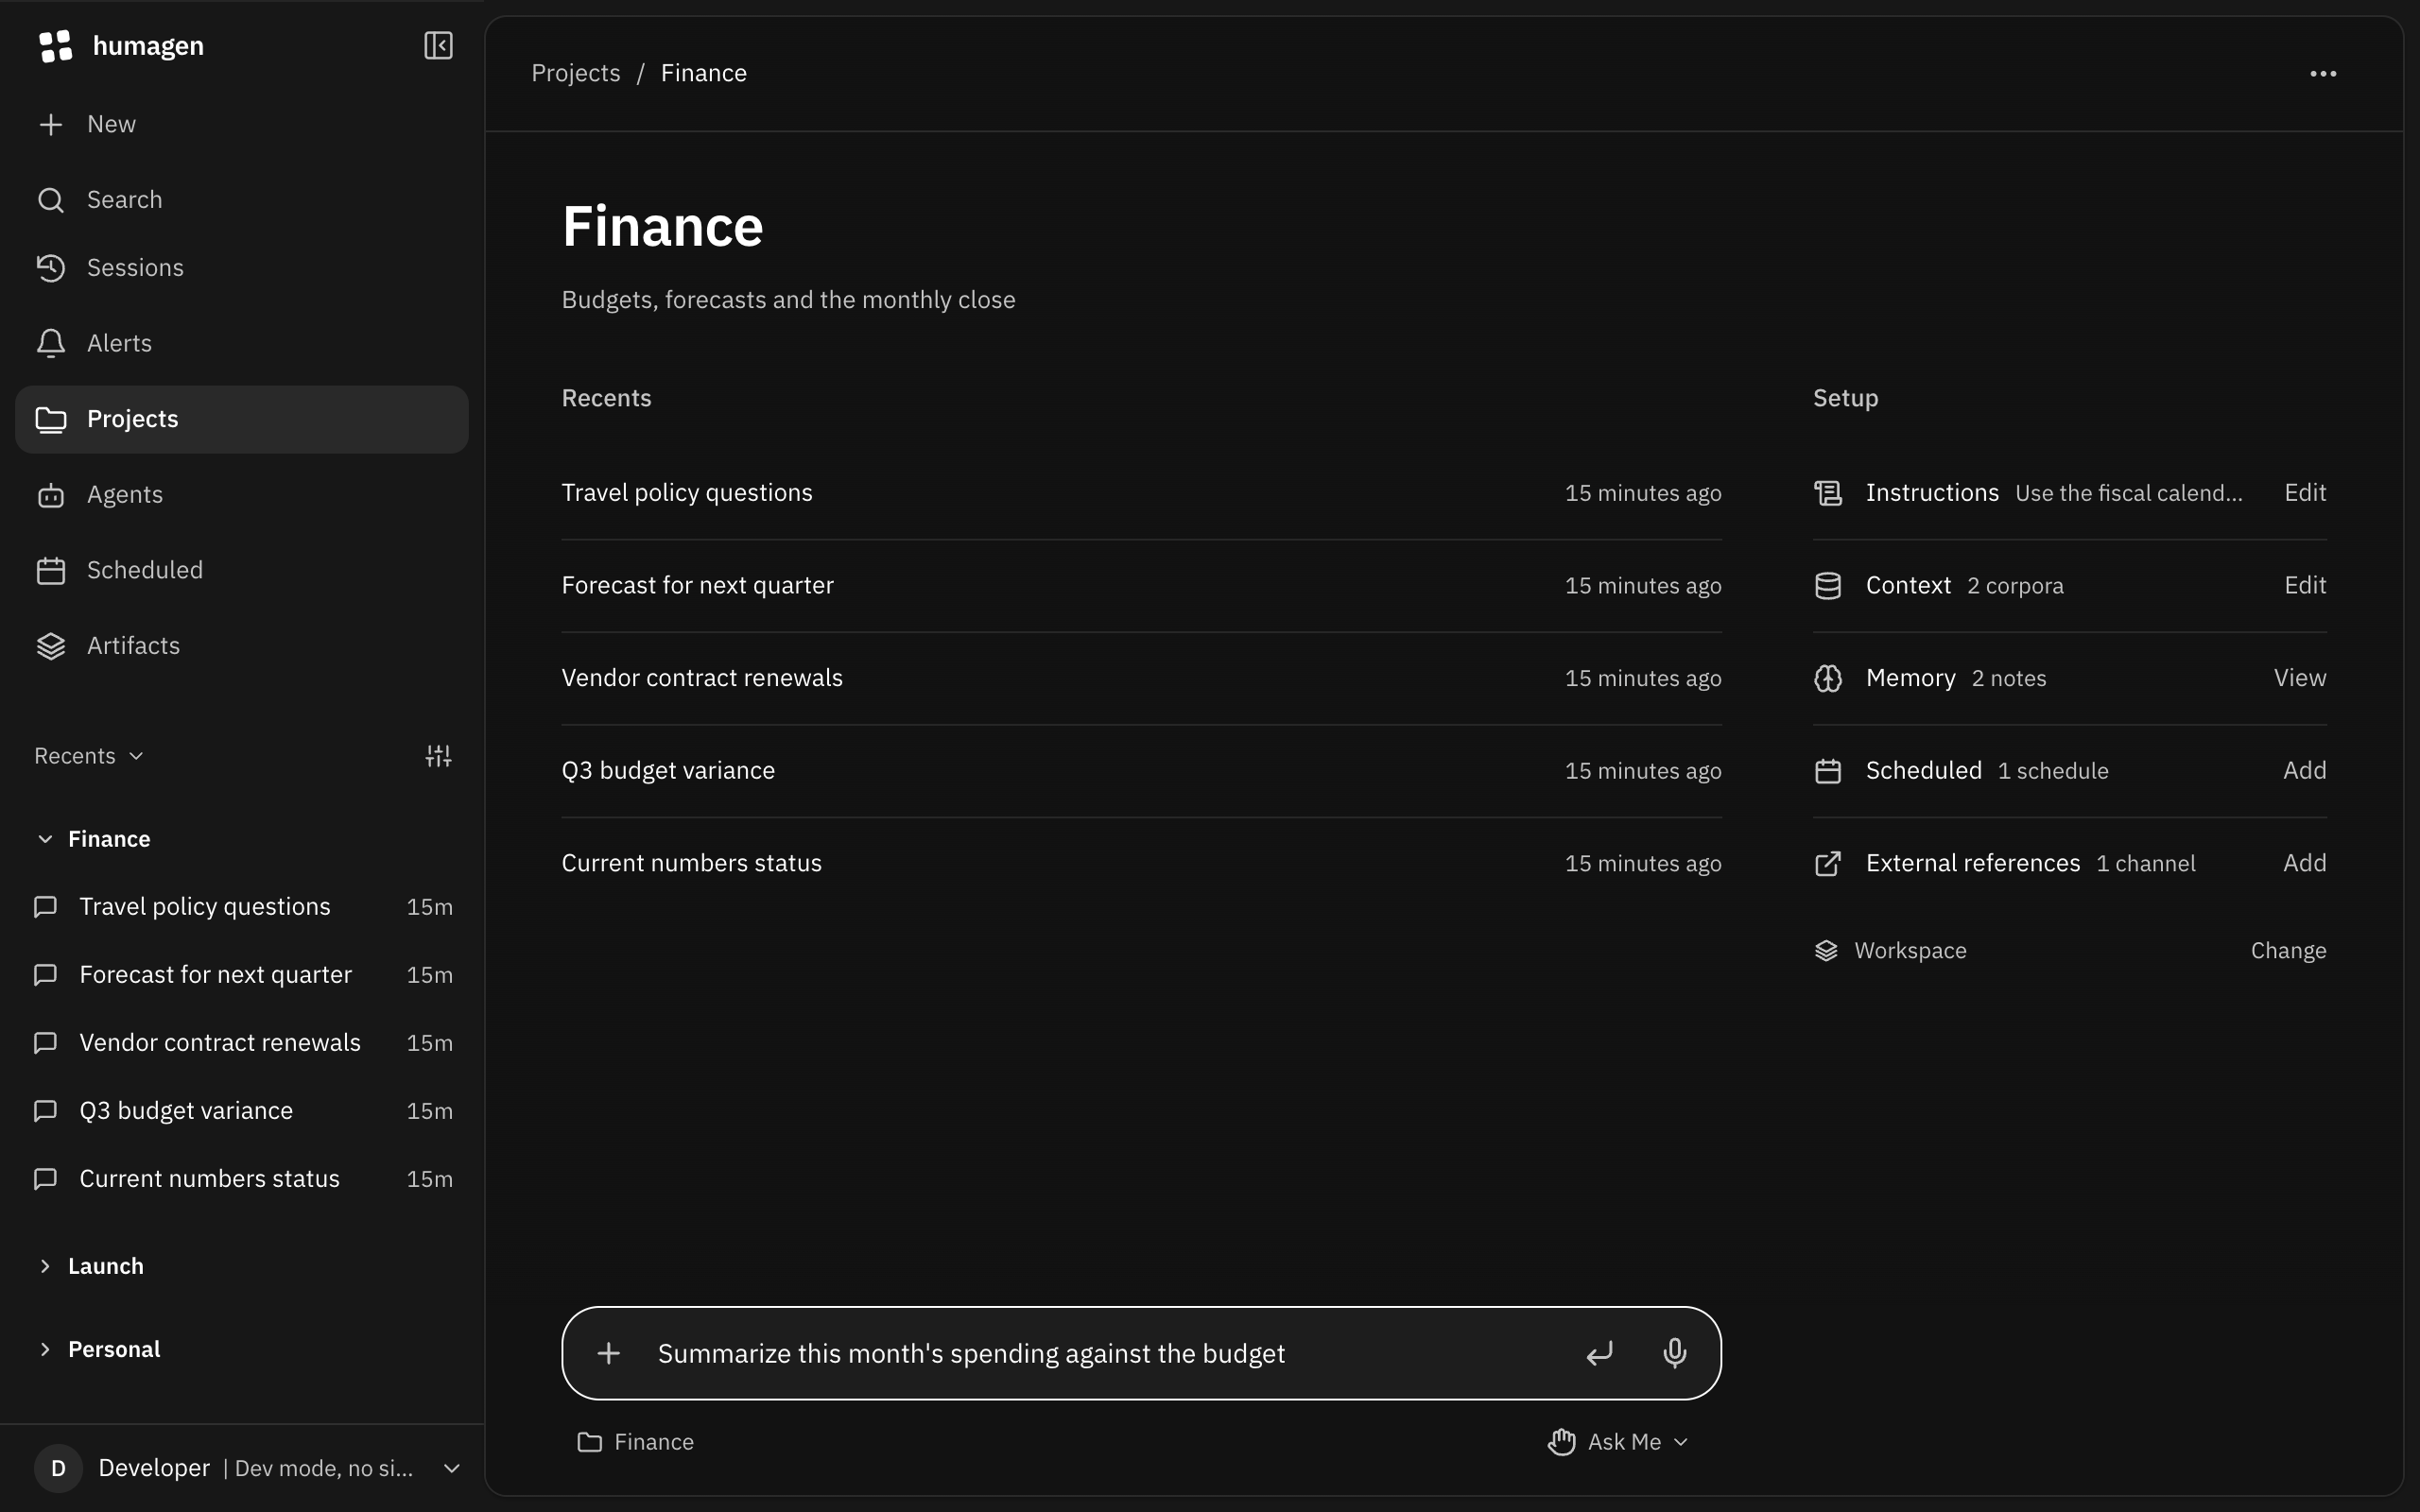 humagen
New
Search
Sessions
Alerts
Projects
Agents
Scheduled
Artifacts
Recents
Finance
Travel policy questions 15m
Forecast for next quarter 15m
Vendor contract renewals 15m
Q3 budget variance 15m
Current numbers status 15m
Launch
Personal
D Developer | Dev mode, no si...
Projects / Finance
Finance
Budgets, forecasts and the monthly close
Recents
Travel policy questions 15 minutes ago
Forecast for next quarter 15 minutes ago
Vendor contract renewals 15 minutes ago
Q3 budget variance 15 minutes ago
Current numbers status 15 minutes ago
Setup
Instructions Use the fiscal calend... Edit
Context 2 corpora Edit
Memory 2 notes View
Scheduled 1 schedule Add
External references 1 channel Add
Workspace Change
Summarize this month's spending against the budget
Finance Ask Me